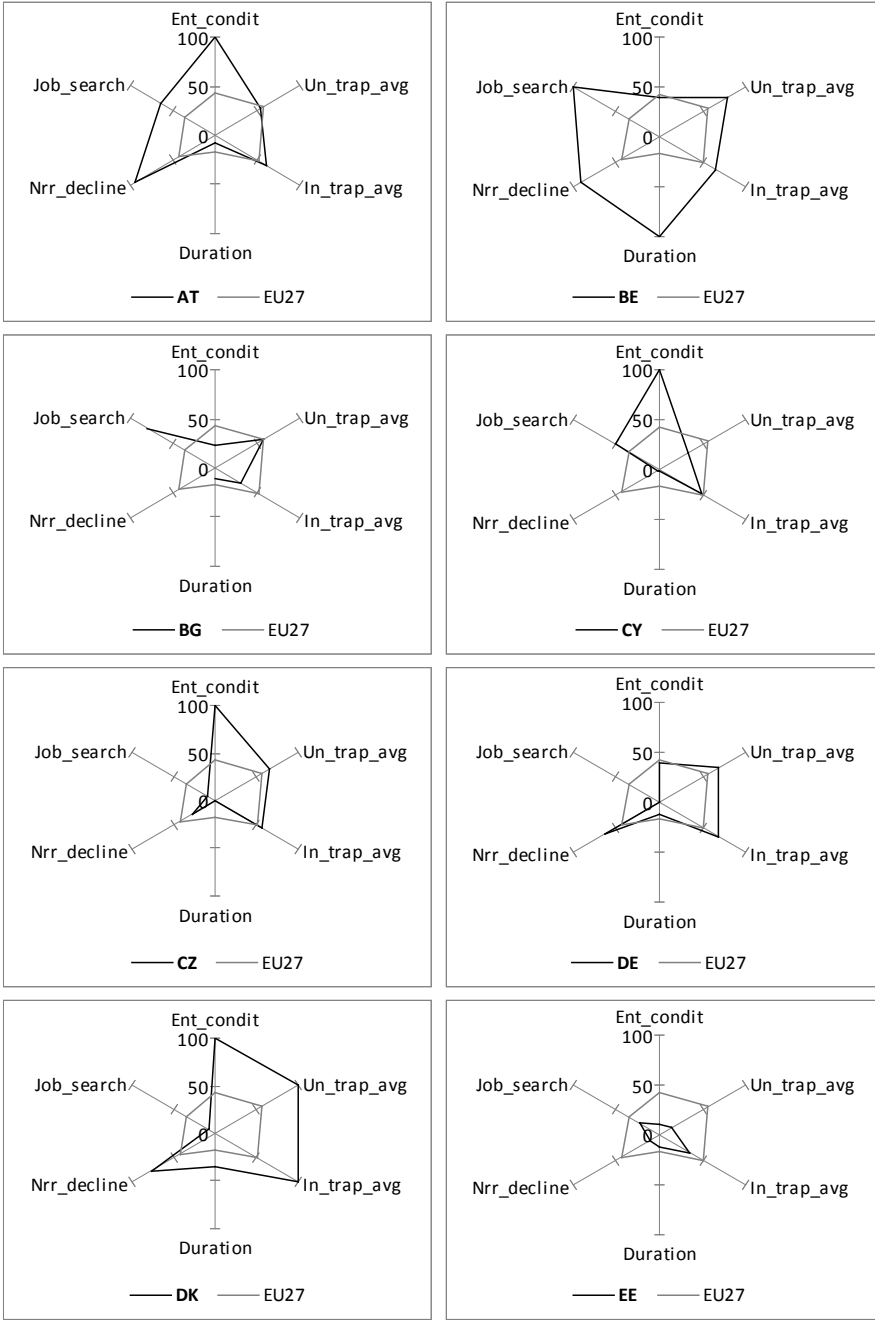 Ent_condit
100
50
0
Job_search
Un_trap_avg
Nrr_decline
In_trap_avg
Duration
AT EU27
Ent_condit
100
50
0
Job_search
Un_trap_avg
Nrr_decline
In_trap_avg
Duration
BE EU27
Ent_condit
100
50
0
Job_search
Un_trap_avg
Nrr_decline
In_trap_avg
Duration
BG EU27
Ent_condit
100
50
0
Job_search
Un_trap_avg
Nrr_decline
In_trap_avg
Duration
CY EU27
Ent_condit
100
50
0
Job_search
Un_trap_avg
Nrr_decline
In_trap_avg
Duration
CZ EU27
Ent_condit
100
50
0
Job_search
Un_trap_avg
Nrr_decline
In_trap_avg
Duration
DE EU27
Ent_condit
100
50
0
Job_search
Un_trap_avg
Nrr_decline
In_trap_avg
Duration
DK EU27
Ent_condit
100
50
0
Job_search
Un_trap_avg
Nrr_decline
In_trap_avg
Duration
EE EU27